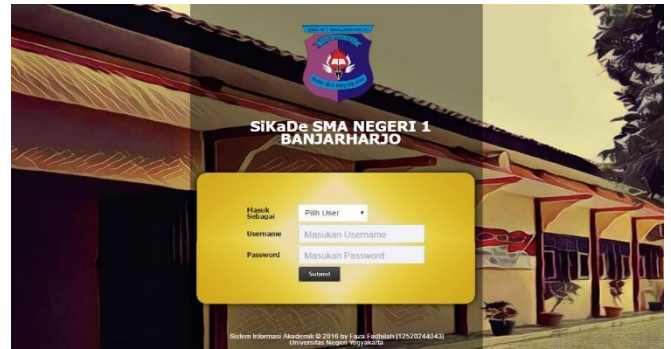 SiKaDe SMA NEGERI 1
BANJARHARJO
Masuk
Sebagai
Pilih User
Username
Masukan Username
Password
Masukan Password
Submit
Sistem Informasi Akademik © 2016 by Faza Fadhilah [12520244043]
Universitas Negeri Yogyakarta